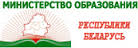 МИНИСТЕРСТВО ОБРАЗОВАНИЯ
РЕСПУБЛИКИ
БЕЛАРУСЬ